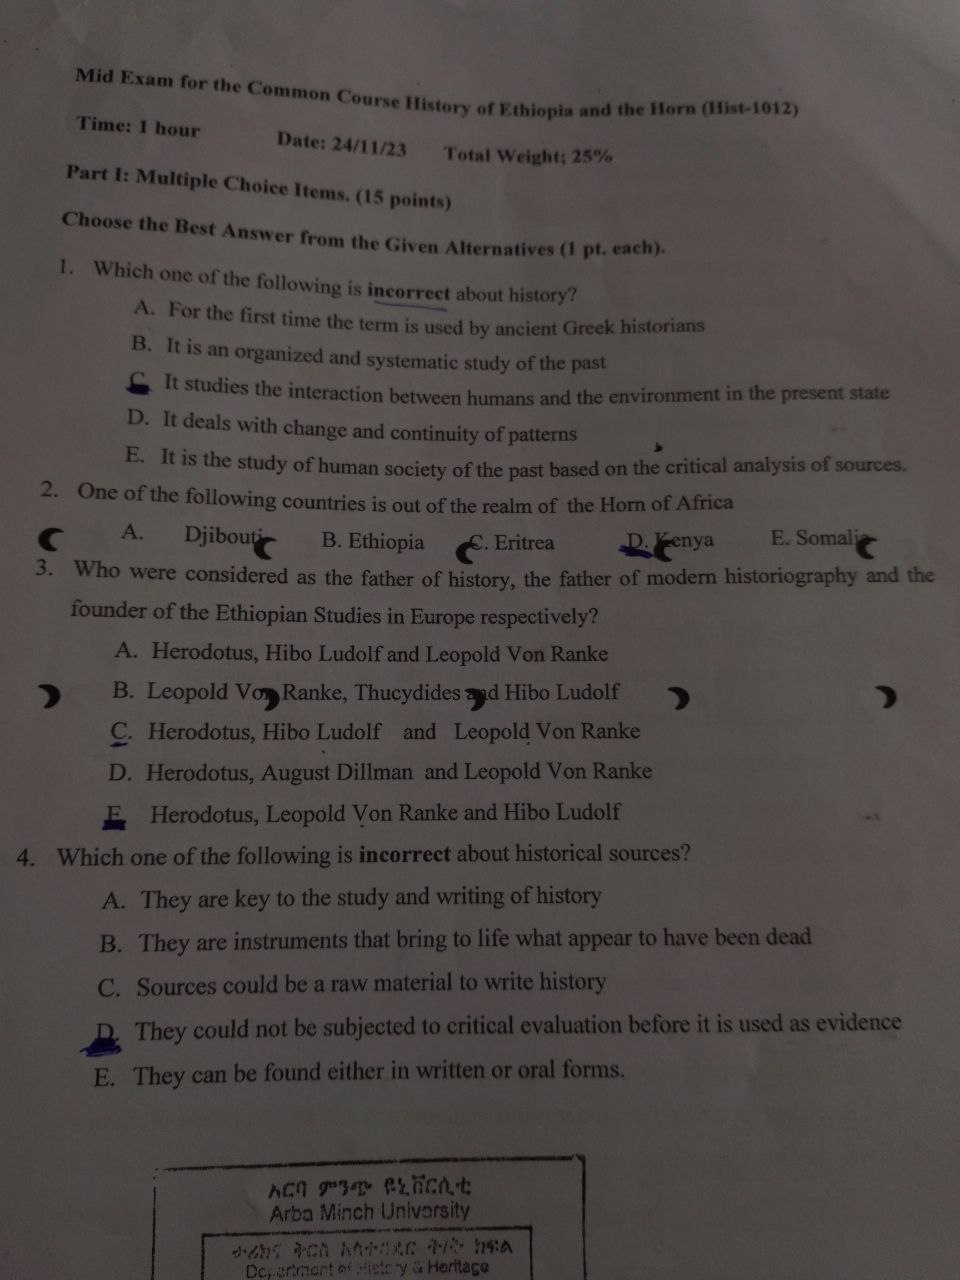 Mid Exam for the Common Course History of Ethiopia and the Horn (Hist-1012)
Time: 1 hour Date: 24/11/23 Total Weight; 25%
Part I: Multiple Choice Items. (15 points)
Choose the Best Answer from the Given Alternatives (1 pt. each).
1. Which one of the following is incorrect about history?
A. For the first time the term is used by ancient Greek historians
B. It is an organized and systematic study of the past
C. It studies the interaction between humans and the environment in the present state
D. It deals with change and continuity of patterns
E. It is the study of human society of the past based on the critical analysis of sources.
2. One of the following countries is out of the realm of the Horn of Africa
A. Djibouti B. Ethiopia C. Eritrea D. Kenya E. Somalia
3. Who were considered as the father of history, the father of modern historiography and the
founder of the Ethiopian Studies in Europe respectively?
A. Herodotus, Hibo Ludolf and Leopold Von Ranke
B. Leopold Von Ranke, Thucydides and Hibo Ludolf
C. Herodotus, Hibo Ludolf and Leopold Von Ranke
D. Herodotus, August Dillman and Leopold Von Ranke
E. Herodotus, Leopold Von Ranke and Hibo Ludolf
4. Which one of the following is incorrect about historical sources?
A. They are key to the study and writing of history
B. They are instruments that bring to life what appear to have been dead
C. Sources could be a raw material to write history
D. They could not be subjected to critical evaluation before it is used as evidence
E. They can be found either in written or oral forms.
አርባ ምንጭ ዩኒቨርሲቲ
Arba Minch University
ታሪክና ቅርስ ክፍል
Department of History & Heritage